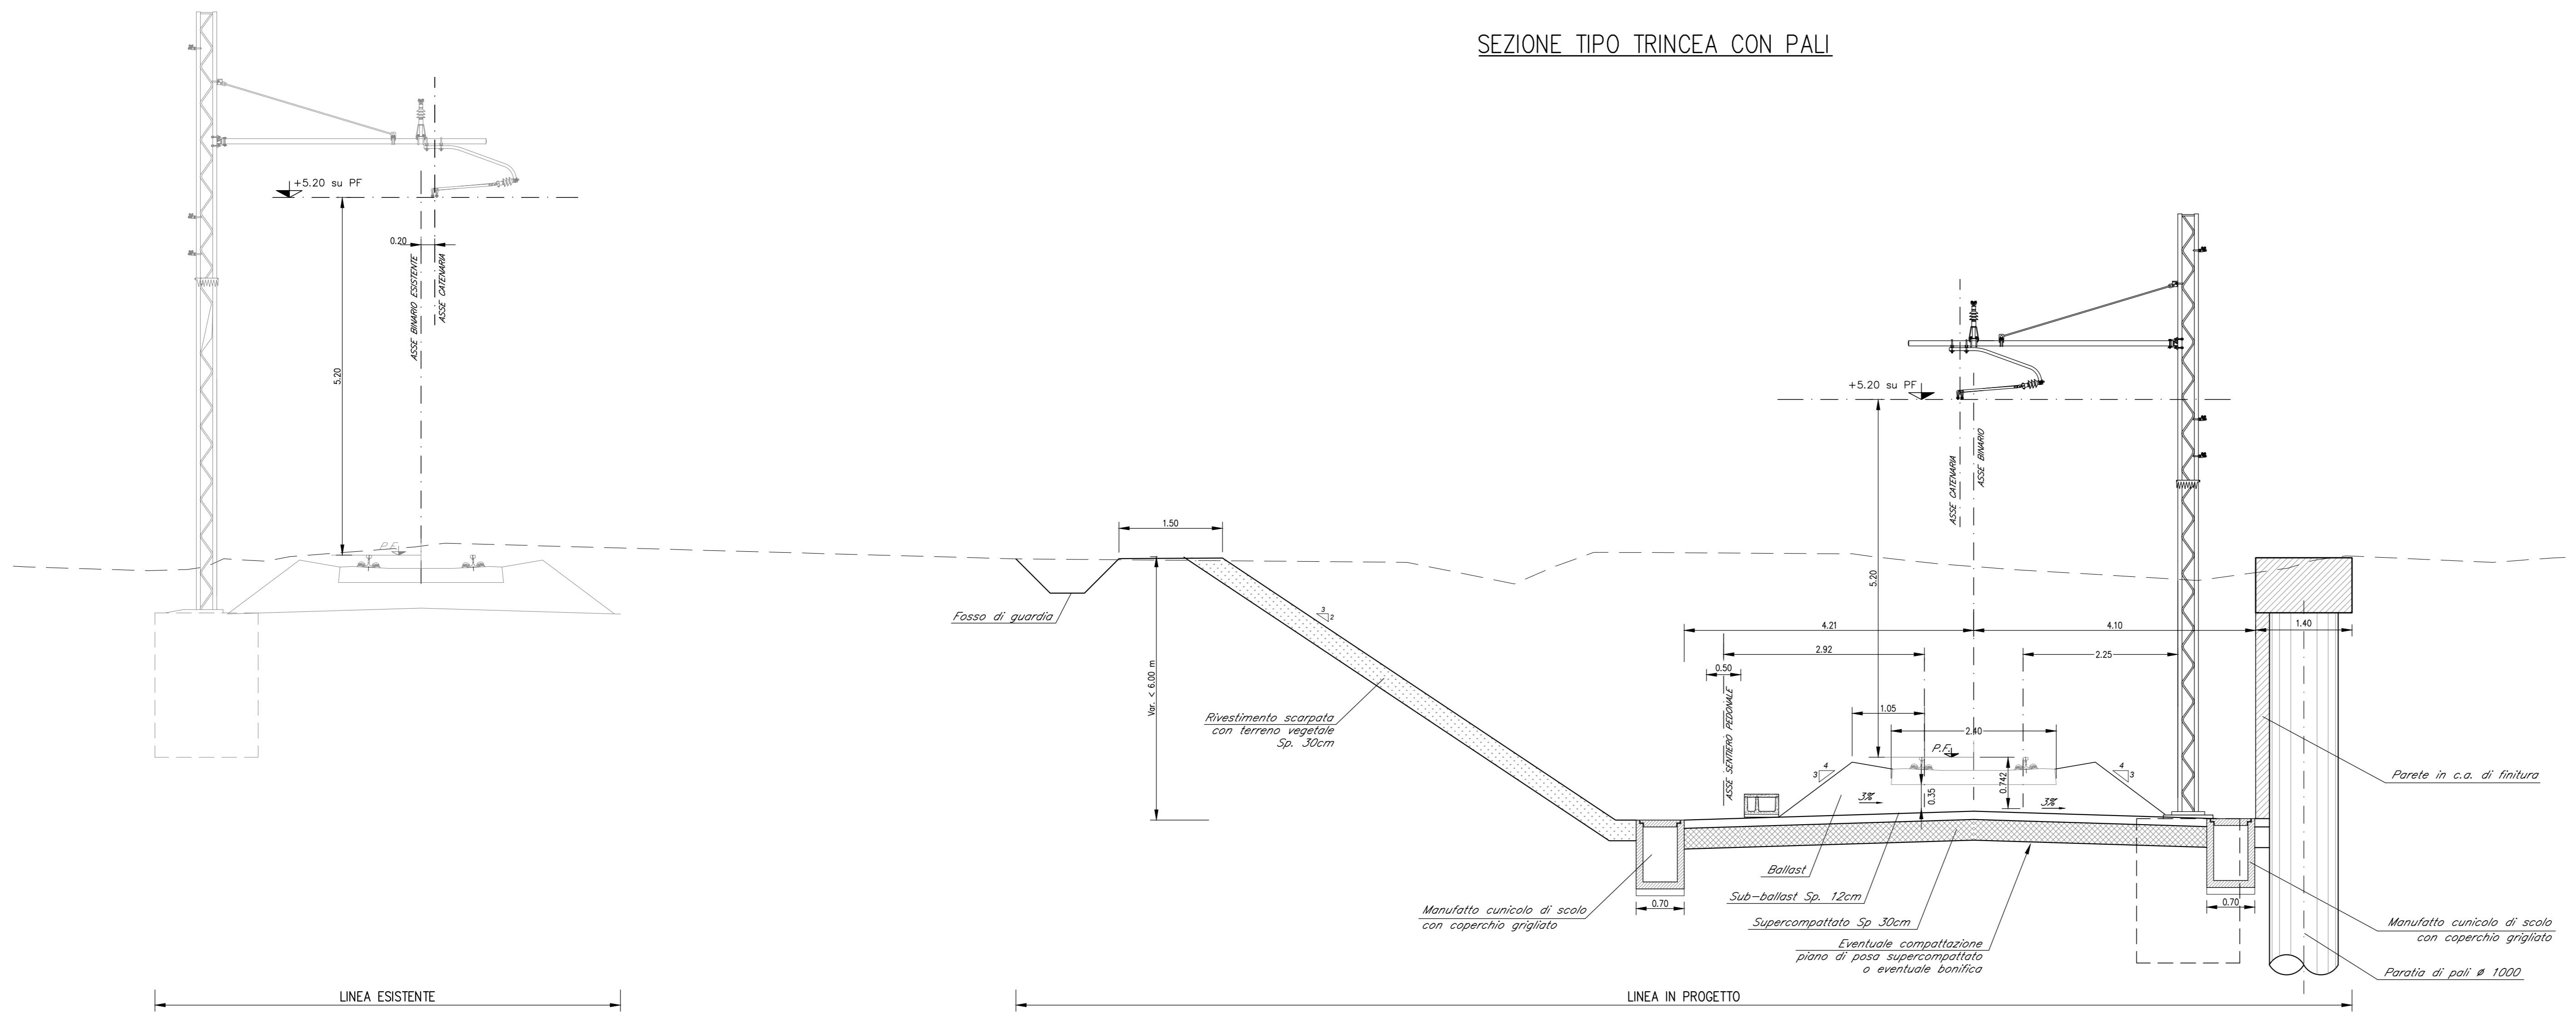 SEZIONE TIPO TRINCEA CON PALI
+5.20 su PF
0.20
ASSE BINARIO ESISTENTE
ASSE CATENARIA
5.20
P.F.
LINEA ESISTENTE
1.50
Fosso di guardia
Var. < 6.00 m
3
2
Rivestimento scarpata
con terreno vegetale
Sp. 30cm
+5.20 su PF
ASSE CATENARIA
ASSE BINARIO
5.20
4.21
4.10
1.40
2.92
2.25
0.50
ASSE SENTIERO PEDONALE
1.05
2.40
P.F.
4
3
4
3
0.742
0.35
3%
3%
Parete in c.a. di finitura
Ballast
Sub-ballast Sp. 12cm
Supercompattato Sp 30cm
Eventuale compattazione
piano di posa supercompattato
o eventuale bonifica
0.70
Manufatto cunicolo di scolo
con coperchio grigliato
0.70
Manufatto cunicolo di scolo
con coperchio grigliato
Paratia di pali Ø 1000
LINEA IN PROGETTO